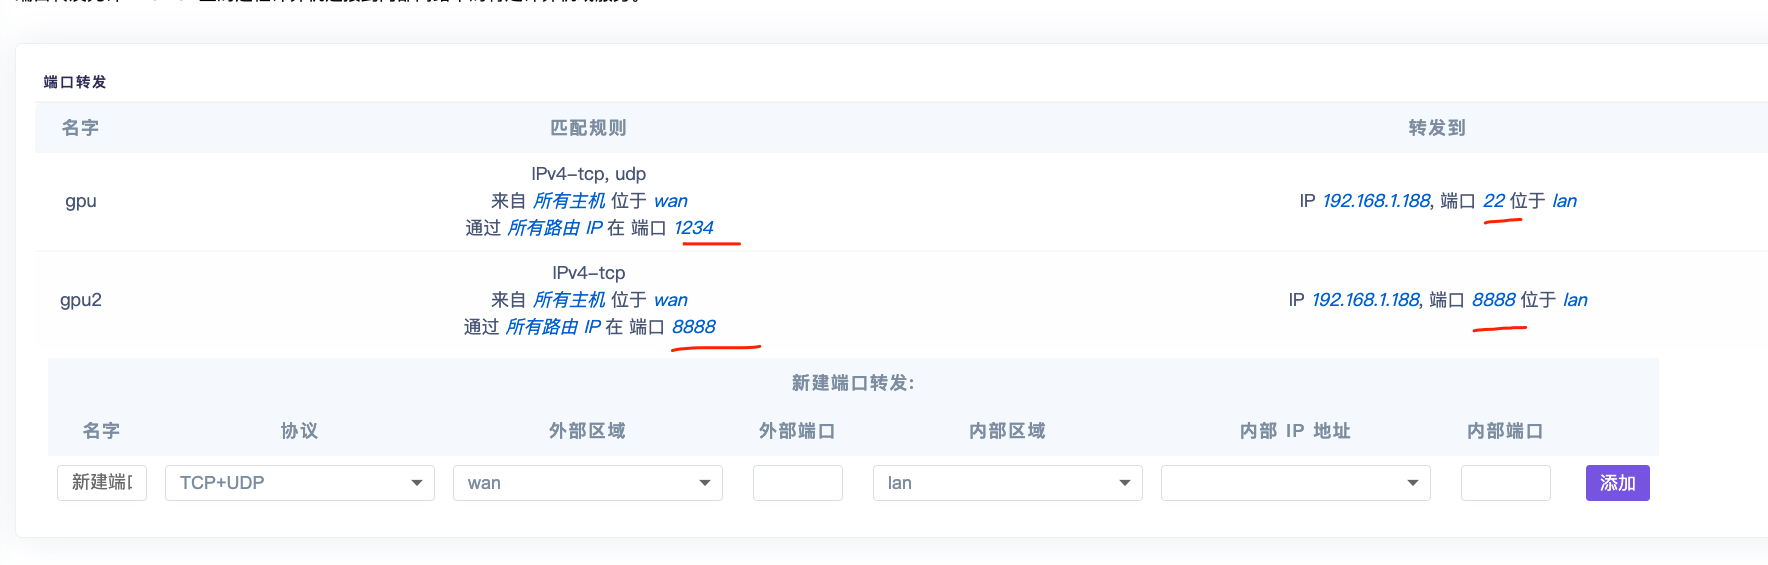 端口转发
名字 匹配规则 转发到
IPv4-tcp, udp
gpu 来自 所有主机 位于 wan IP 192.168.1.188, 端口 22 位于 lan
通过 所有路由 IP 在 端口 1234
IPv4-tcp
gpu2 来自 所有主机 位于 wan IP 192.168.1.188, 端口 8888 位于 lan
通过 所有路由 IP 在 端口 8888
新建端口转发:
名字 协议 外部区域 外部端口 内部区域 内部 IP 地址 内部端口
新建端 TCP+UDP wan lan 添加